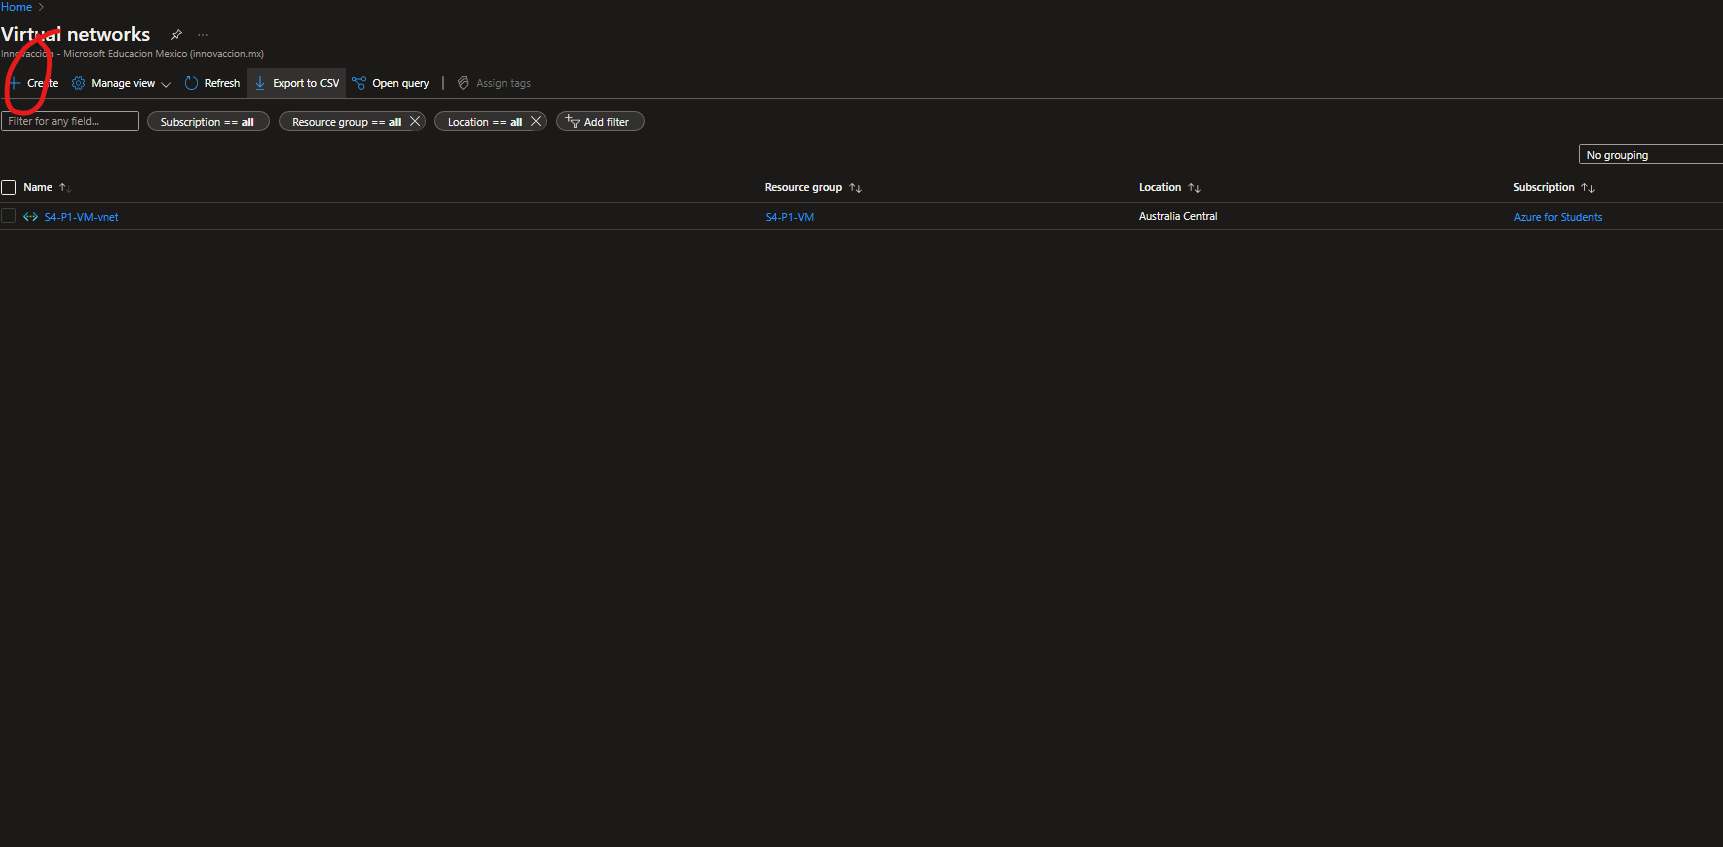 Home >
Virtual networks ...
Innovaccion - Microsoft Educacion Mexico (innovaccion.mx)
+ Create Manage view Refresh Export to CSV Open query | Assign tags
Filter for any field... Subscription == all Resource group == all Location == all Add filter
No grouping
Name Resource group Location Subscription
S4-P1-VM-vnet S4-P1-VM Australia Central Azure for Students